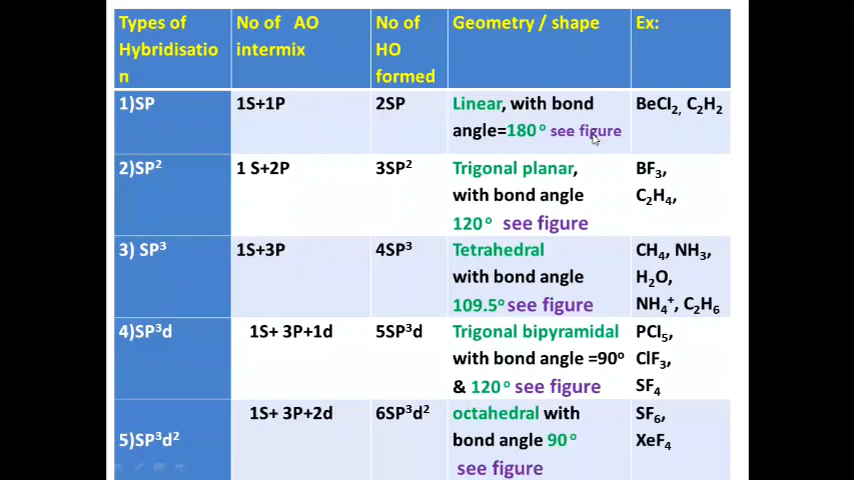 Types of Hybridisatio n | No of AO intermix | No of HO formed | Geometry / shape | Ex:
1)SP | 1S+1P | 2SP | Linear, with bond angle=180° see figure | BeCl₂, C₂H₂
2)SP² | 1 S+2P | 3SP² | Trigonal planar, with bond angle 120° see figure | BF₃, C₂H₄,
3) SP³ | 1S+3P | 4SP³ | Tetrahedral with bond angle 109.5° see figure | CH₄, NH₃, H₂O, NH₄⁺, C₂H₆
4)SP³d | 1S+ 3P+1d | 5SP³d | Trigonal bipyramidal with bond angle =90° & 120° see figure | PCl₅, ClF₃, SF₄
5)SP³d² | 1S+ 3P+2d | 6SP³d² | octahedral with bond angle 90° see figure | SF₆, XeF₄